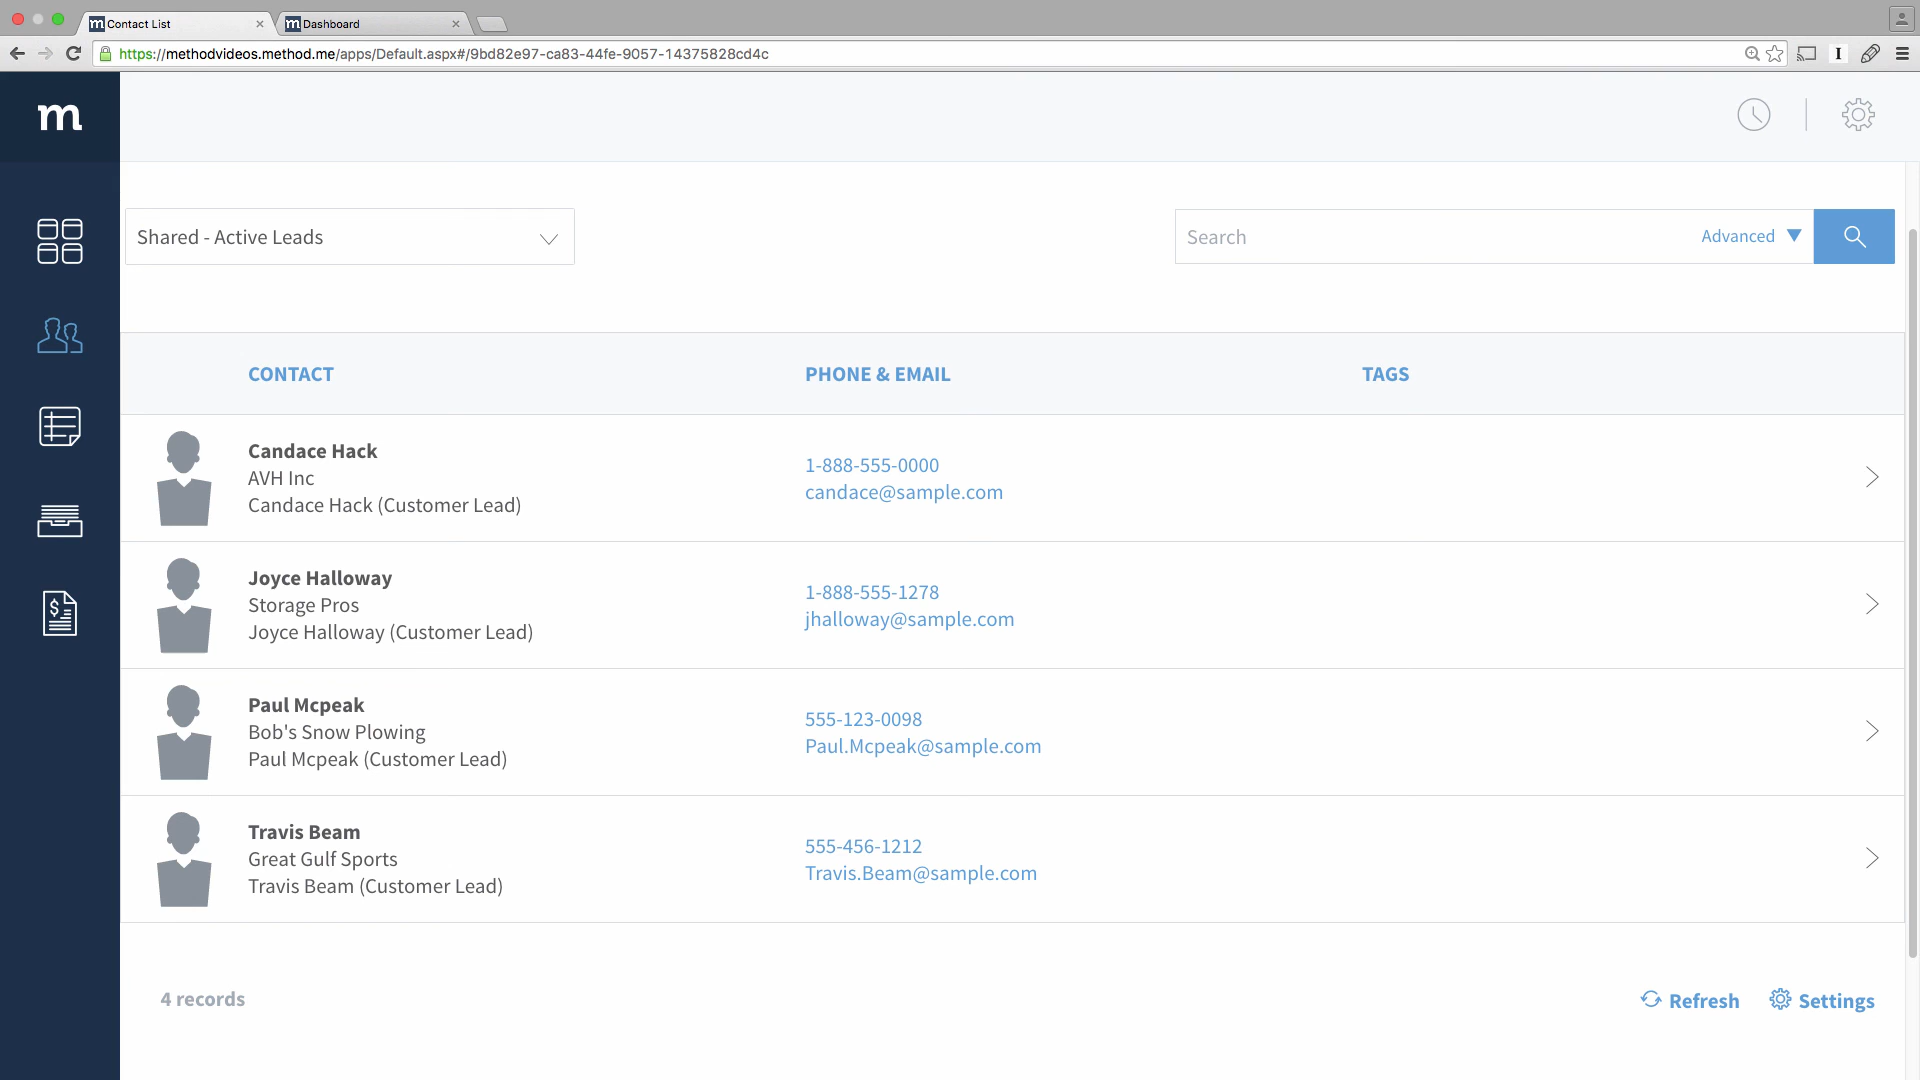 m Contact List
m Dashboard
https://methodvideos.method.me/apps/Default.aspx#/9bd82e97-ca83-44fe-9057-14375828cd4c
I
m
Shared - Active Leads
Search
Advanced
CONTACT
PHONE & EMAIL
TAGS
Candace Hack
AVH Inc
Candace Hack (Customer Lead)
1-888-555-0000
candace@sample.com
Joyce Halloway
Storage Pros
Joyce Halloway (Customer Lead)
1-888-555-1278
jhalloway@sample.com
Paul Mcpeak
Bob's Snow Plowing
Paul Mcpeak (Customer Lead)
555-123-0098
Paul.Mcpeak@sample.com
Travis Beam
Great Gulf Sports
Travis Beam (Customer Lead)
555-456-1212
Travis.Beam@sample.com
4 records
Refresh
Settings